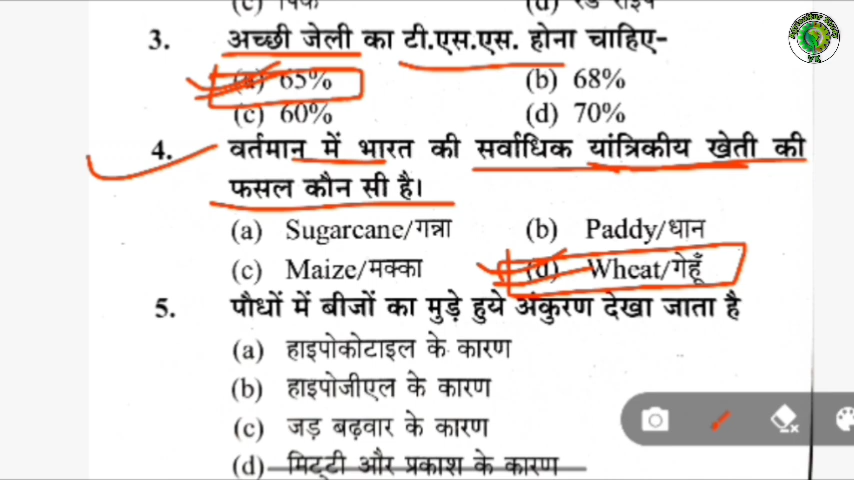 3. अच्छी जेली का टी.एस.एस. होना चाहिए-
(a) 65% (b) 68%
(c) 60% (d) 70%
4. वर्तमान में भारत की सर्वाधिक यांत्रिकीय खेती की
फसल कौन सी है।
(a) Sugarcane/गन्ना (b) Paddy/धान
(c) Maize/मक्का (d) Wheat/गेहूँ
5. पौधों में बीजों का मुड़े हुये अंकुरण देखा जाता है
(a) हाइपोकोटाइल के कारण
(b) हाइपोजीएल के कारण
(c) जड़ बढ़वार के कारण
(d) मिट्टी और प्रकाश के कारण